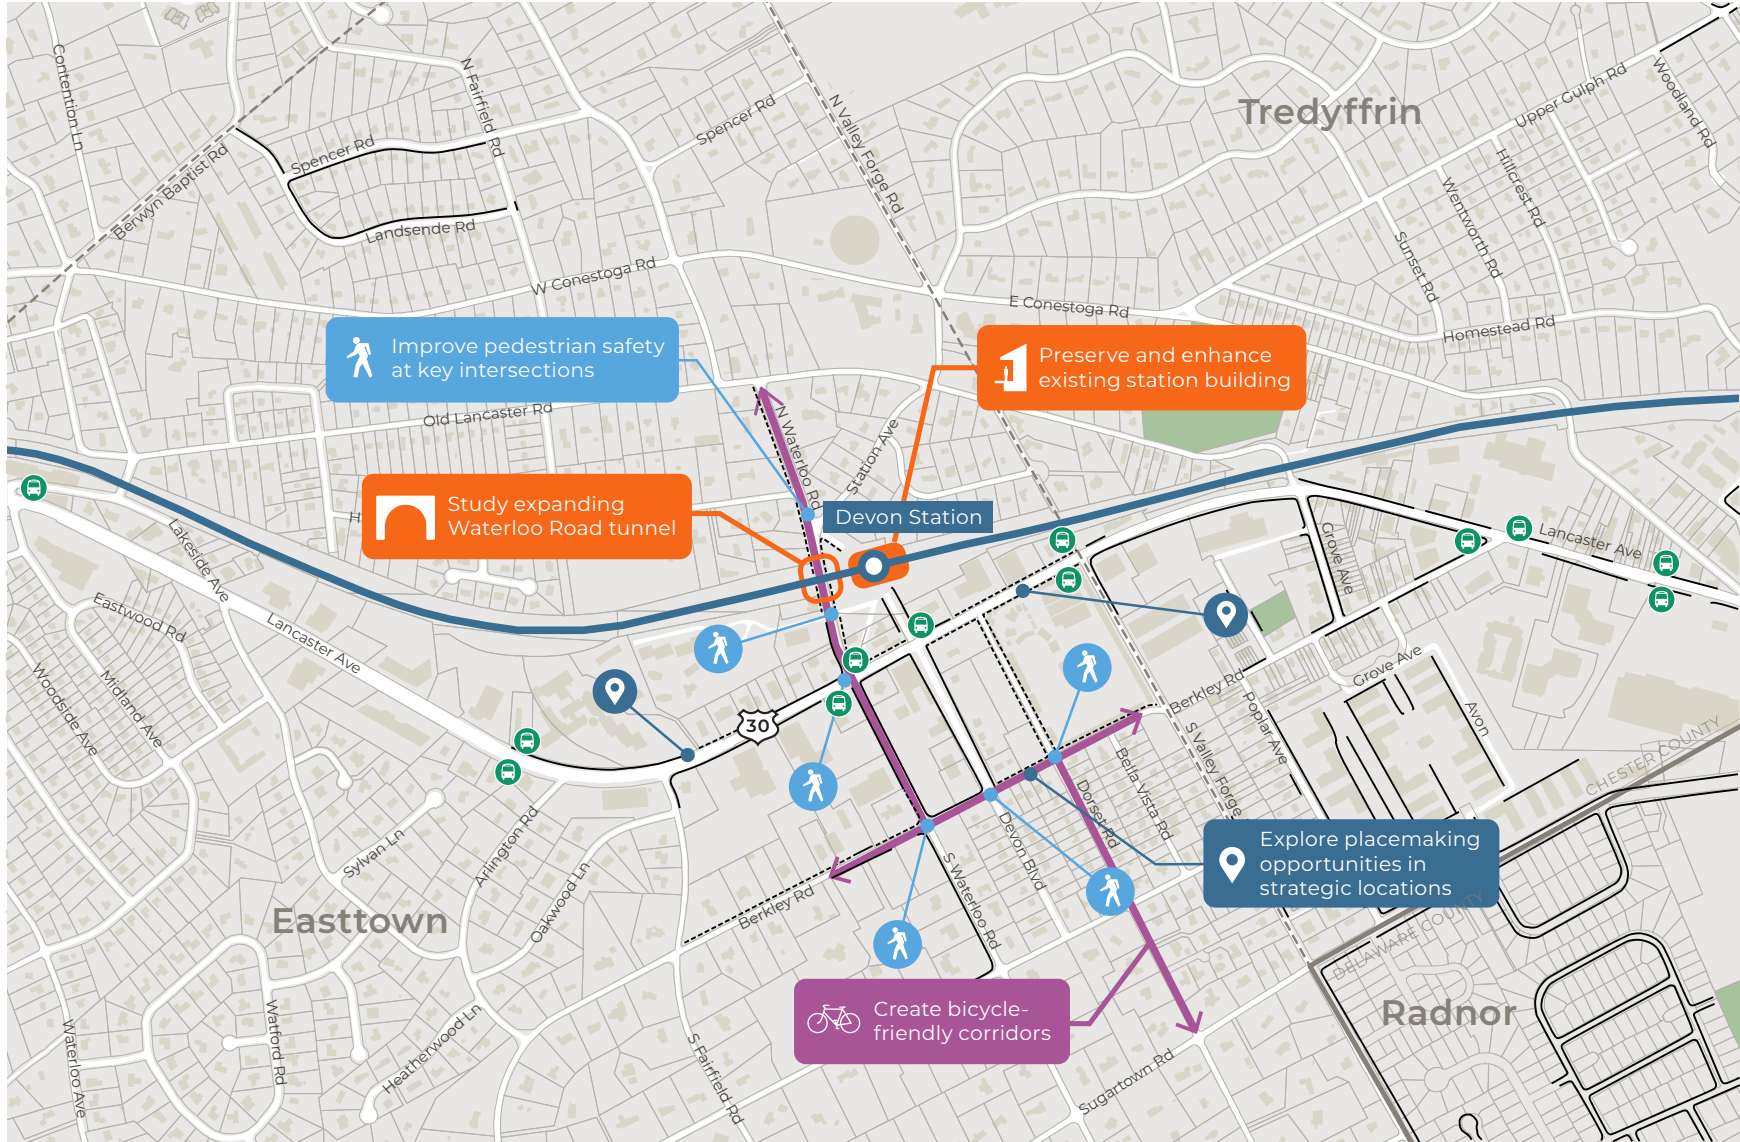 Contention Ln
N Fairfield Rd
Spencer Rd
Spencer Rd
N Valley Forge Rd
Tredyffrin
Upper Gulph Rd
Woodland Rd
Berwyn Baptist Rd
Landsende Rd
Hillcrest Rd
Wentworth Rd
Sunset Rd
W Conestoga Rd
E Conestoga Rd
Homestead Rd
Improve pedestrian safety
at key intersections
Preserve and enhance
existing station building
Old Lancaster Rd
N Waterloo Rd
Station Ave
Study expanding
Waterloo Road tunnel
H
Devon Station
Lancaster Ave
Grove Ave
Lakeside Ave
Eastwood Rd
Lancaster Ave
Woodside Ave
Midland Ave
30
Grove Ave
Berkley Rd
Poplar Ave
Avon
S Valley Forge
Bella Vista Rd
Dorset Rd
CHESTER COUNTY
DELAWARE COUNTY
Devon Blvd
Explore placemaking
opportunities in
strategic locations
Sylvan Ln
Arlington Rd
Oakwood Ln
Berkley Rd
S Waterloo Rd
Easttown
Create bicycle-
friendly corridors
Radnor
Waterloo Ave
Watford Rd
Heatherwood Ln
S Fairfield Rd
Sugartown Rd